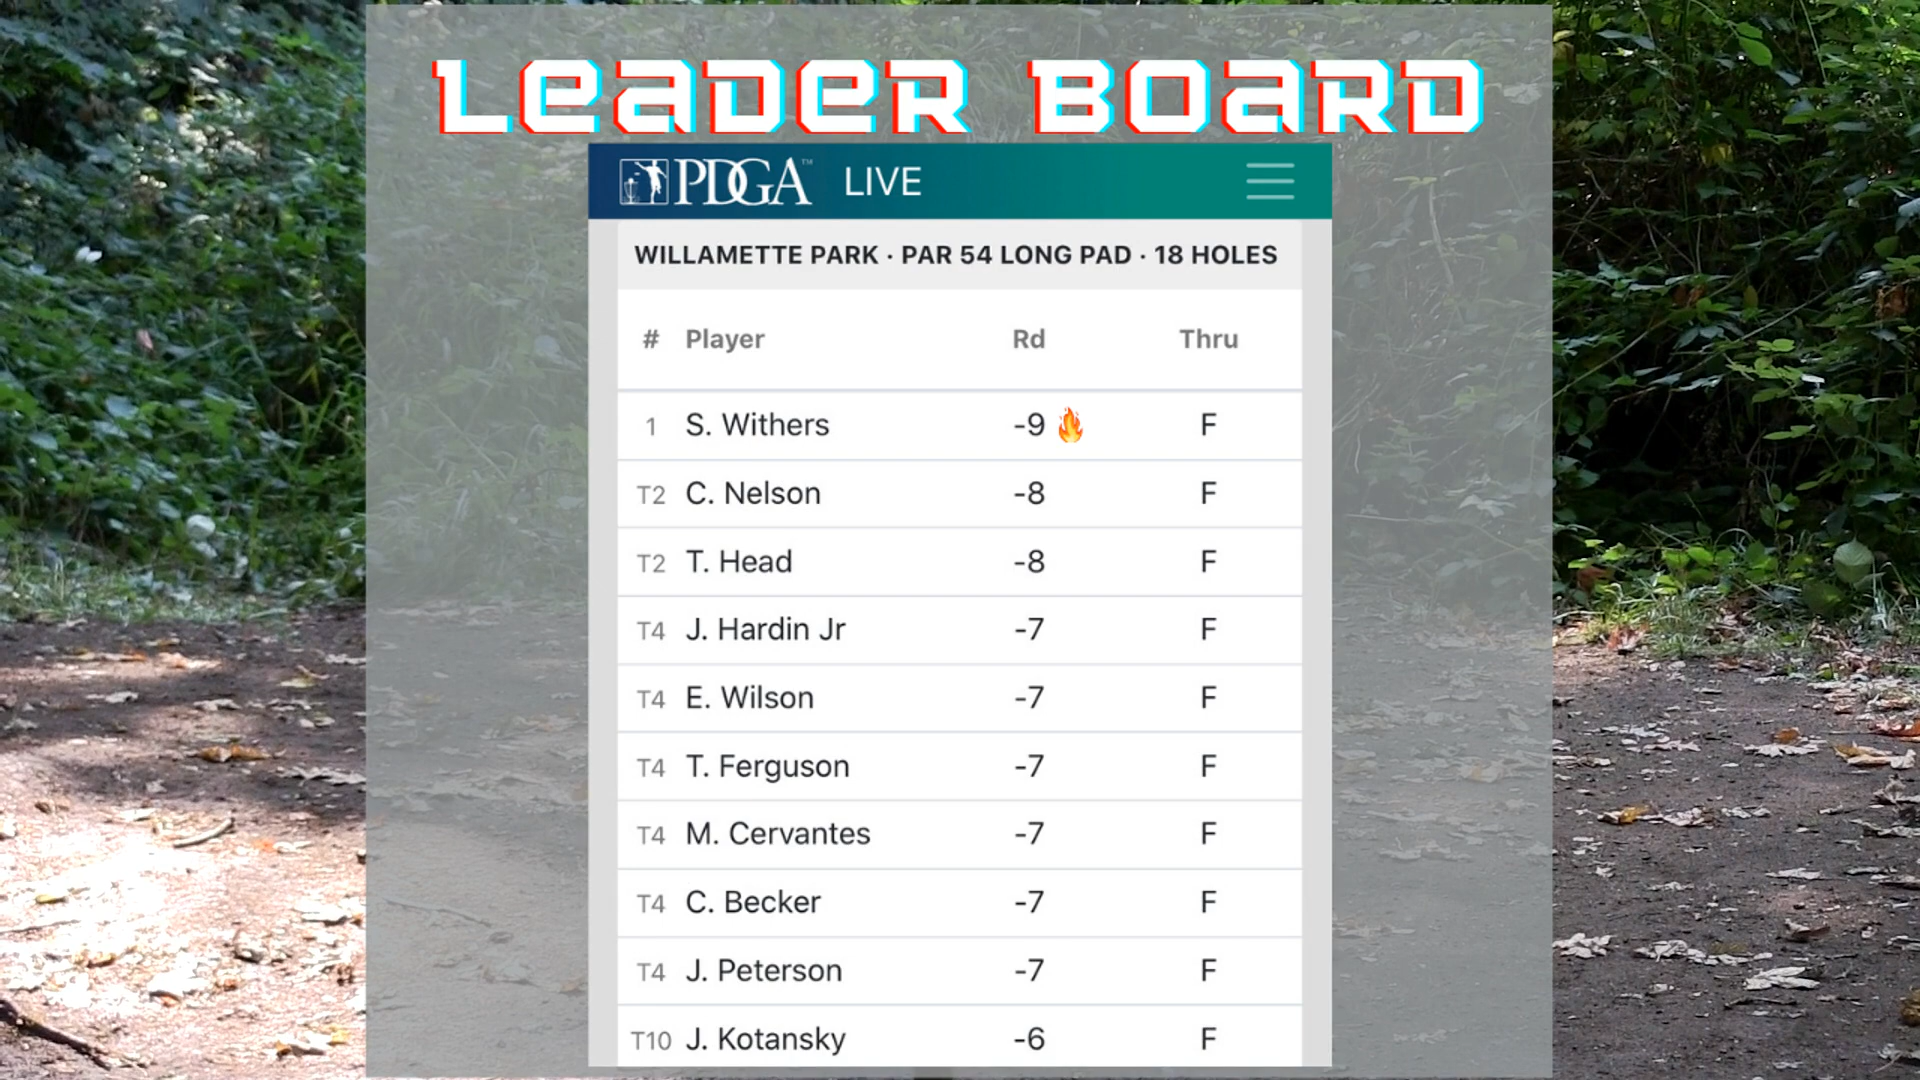 LEADER BOARD
PDGA™ LIVE
WILLAMETTE PARK · PAR 54 LONG PAD · 18 HOLES
# Player Rd Thru
1 S. Withers -9 🔥 F
T2 C. Nelson -8 F
T2 T. Head -8 F
T4 J. Hardin Jr -7 F
T4 E. Wilson -7 F
T4 T. Ferguson -7 F
T4 M. Cervantes -7 F
T4 C. Becker -7 F
T4 J. Peterson -7 F
T10 J. Kotansky -6 F